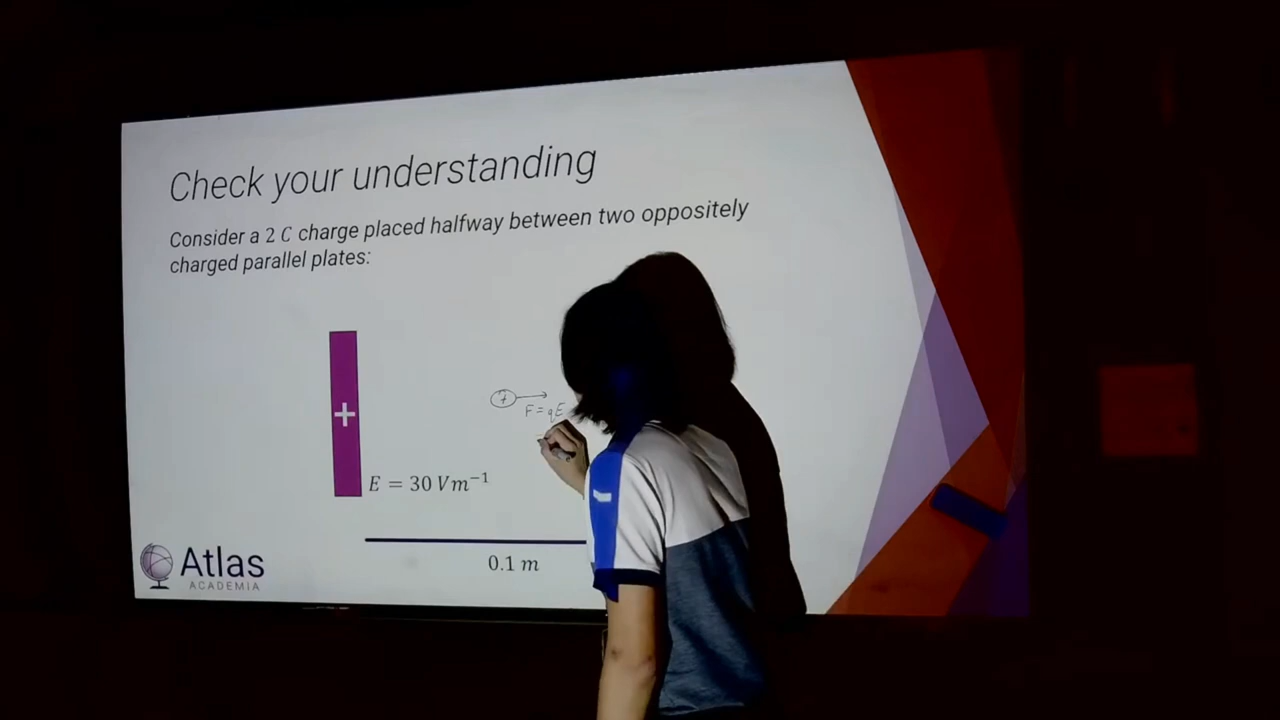 Check your understanding
Consider a 2 C charge placed halfway between two oppositely
charged parallel plates:
+
+
F = qE
E = 30 Vm⁻¹
0.1 m
Atlas
ACADEMIA